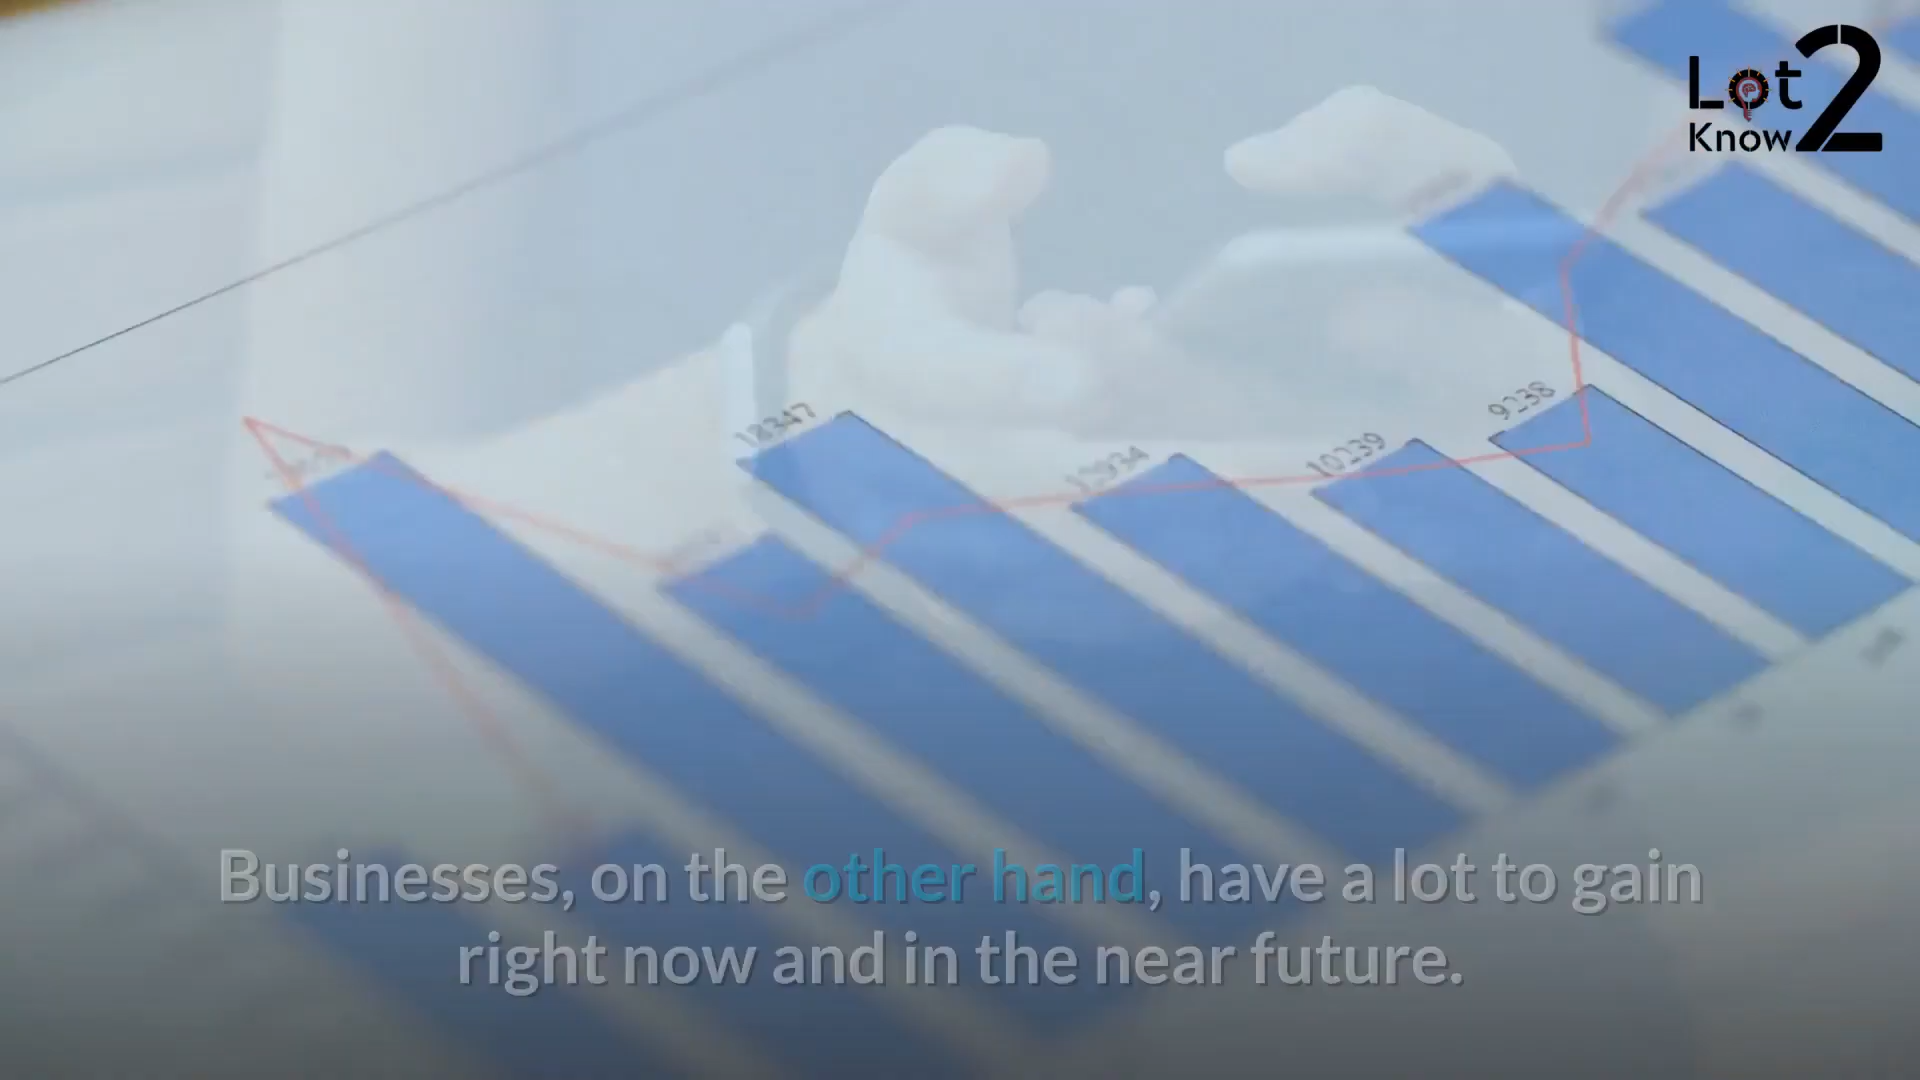 Lot 2
Know
18347
10239
9238
Businesses, on the other hand, have a lot to gain
right now and in the near future.